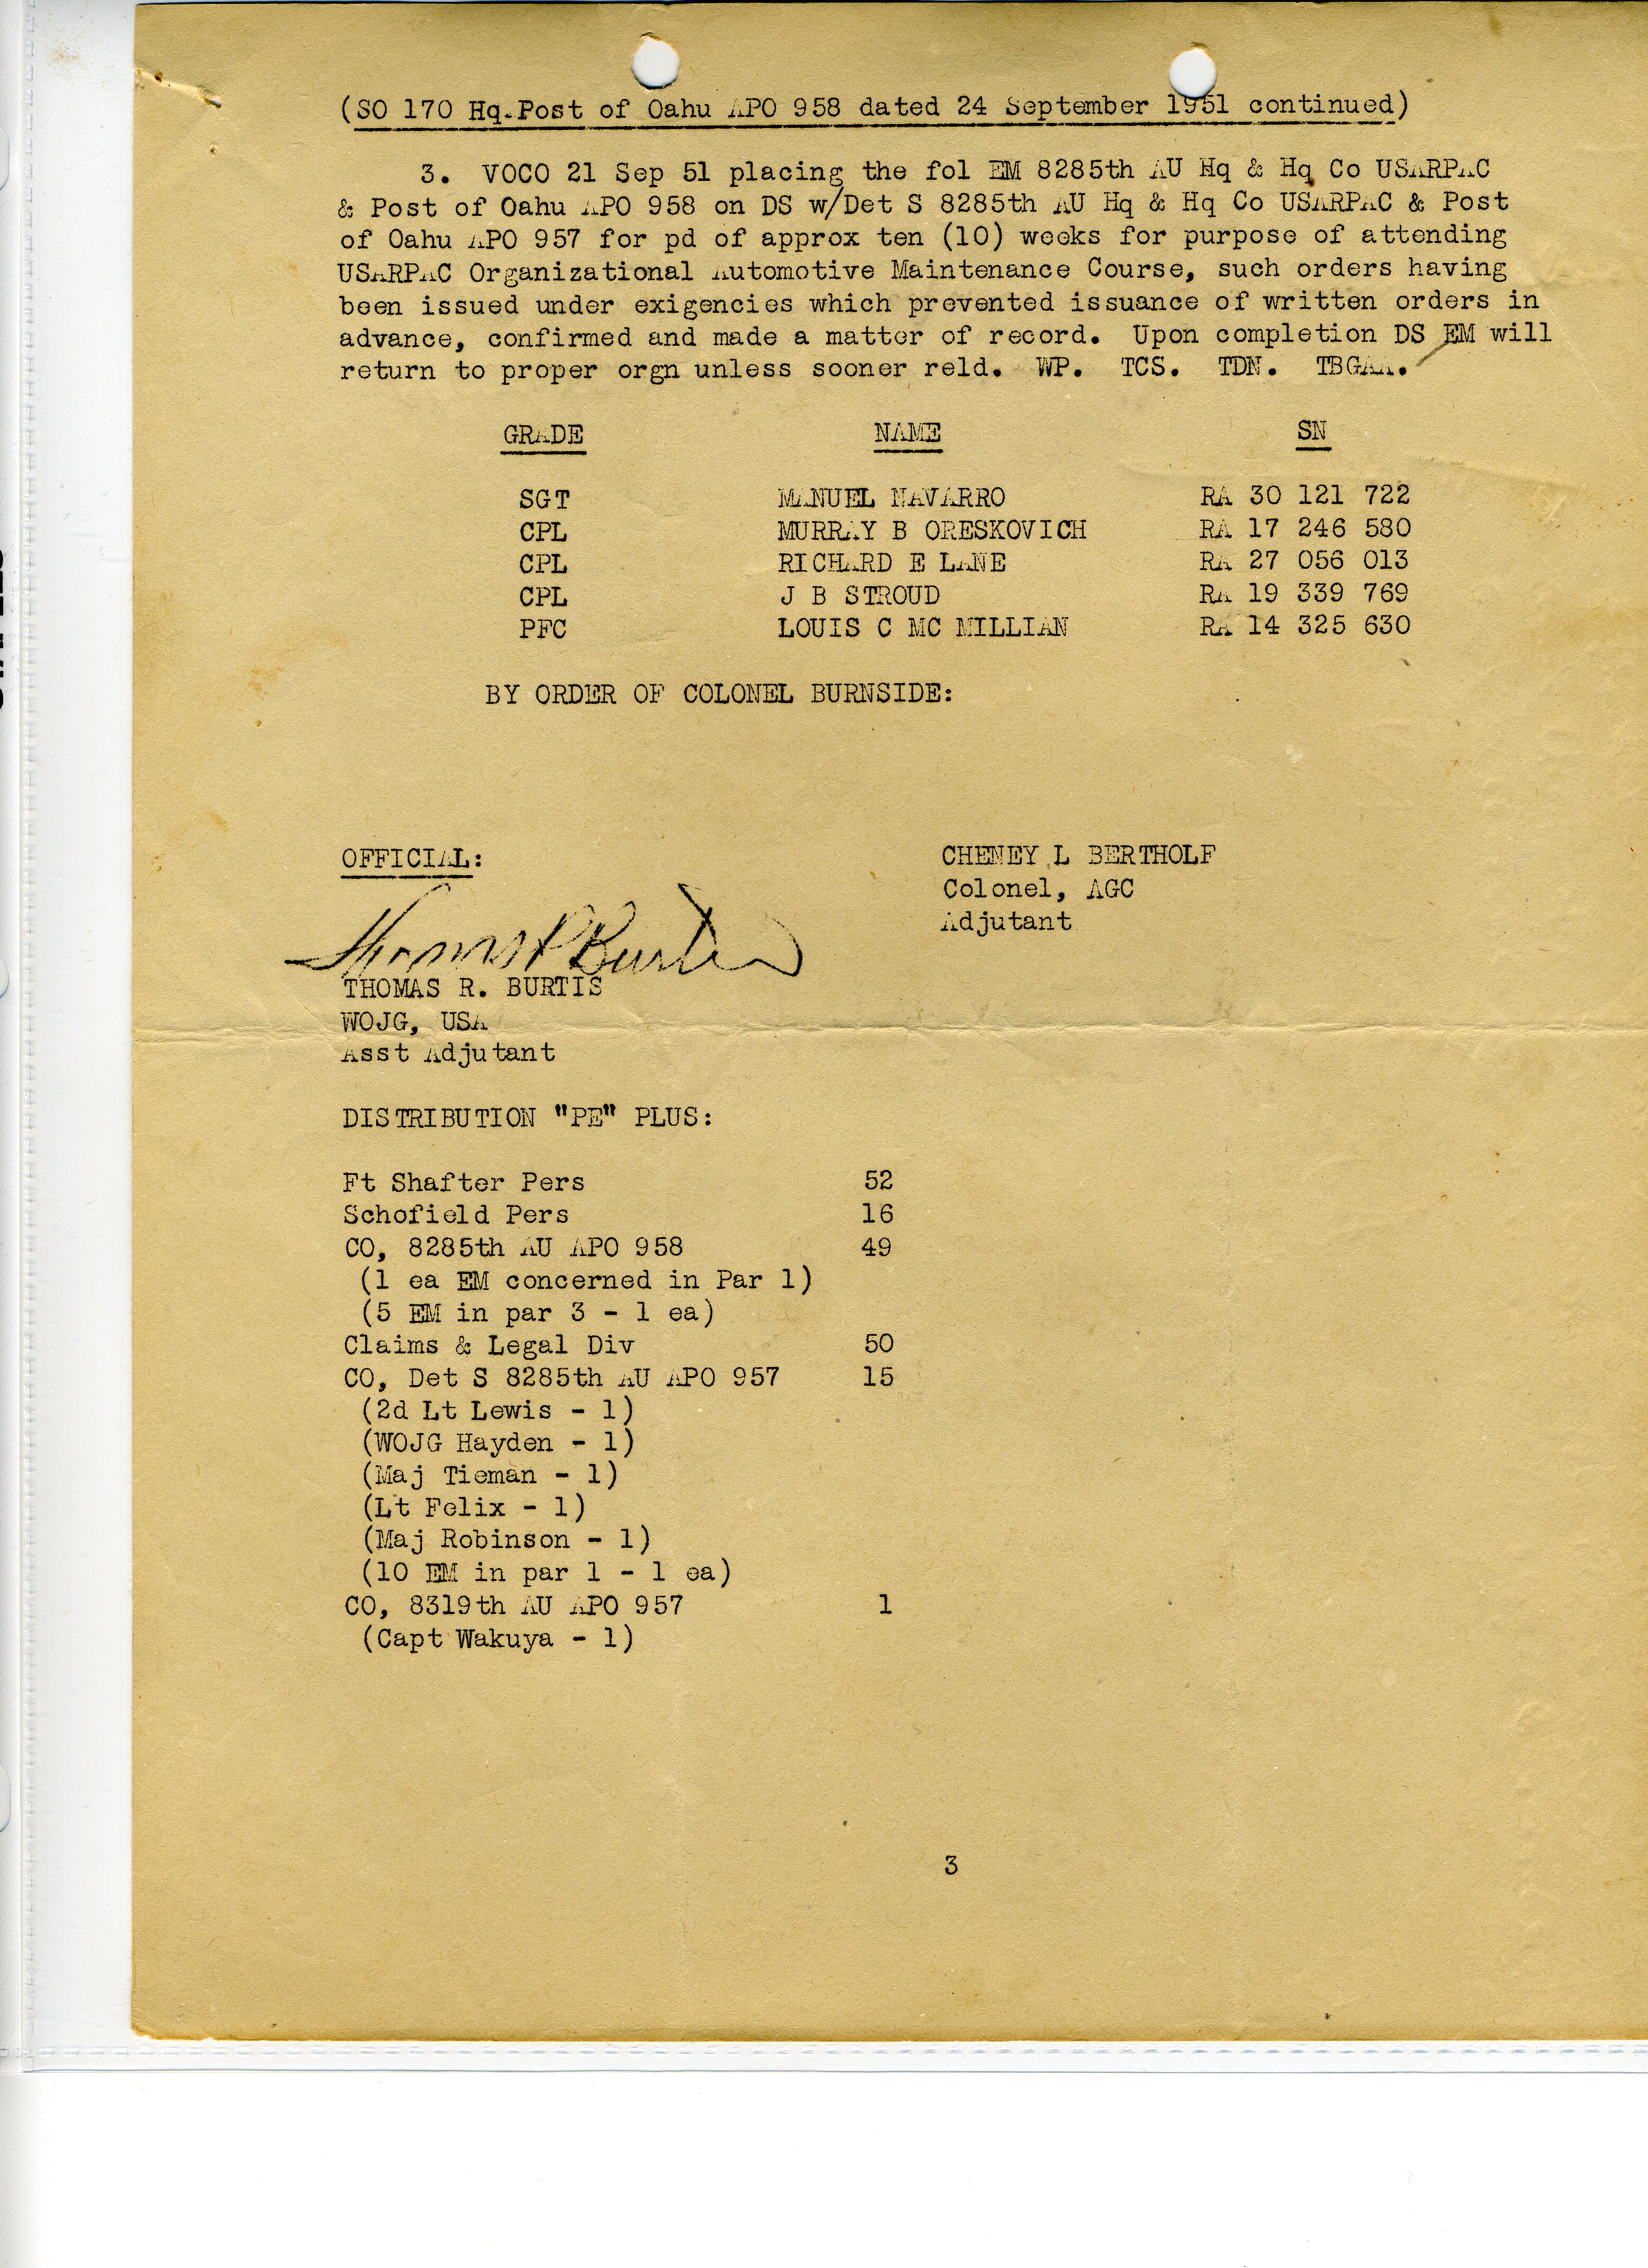 (SO 170 Hq.Post of Oahu APO 958 dated 24 September 1951 continued)
3. VOCO 21 Sep 51 placing the fol EM 8285th AU Hq & Hq Co USARPAC
& Post of Oahu APO 958 on DS w/Det S 8285th AU Hq & Hq Co USARPAC & Post
of Oahu APO 957 for pd of approx ten (10) weeks for purpose of attending
USARPAC Organizational Automotive Maintenance Course, such orders having
been issued under exigencies which prevented issuance of written orders in
advance, confirmed and made a matter of record. Upon completion DS EM will
return to proper orgn unless sooner reld. WP. TCS. TDN. TBGAA.
GRADE NAME SN
SGT MANUEL NAVARRO RA 30 121 722
CPL MURRAY B ORESKOVICH RA 17 246 580
CPL RICHARD E LANE RA 27 056 013
CPL J B STROUD RA 19 339 769
PFC LOUIS C MC MILLIAN RA 14 325 630
BY ORDER OF COLONEL BURNSIDE:
OFFICIAL: CHENEY L BERTHOLF
Colonel, AGC
Adjutant
Thomas R Burtis
THOMAS R. BURTIS
WOJG, USA
Asst Adjutant
DISTRIBUTION "PE" PLUS:
Ft Shafter Pers 52
Schofield Pers 16
CO, 8285th AU APO 958 49
(1 ea EM concerned in Par 1)
(5 EM in par 3 - 1 ea)
Claims & Legal Div 50
CO, Det S 8285th AU APO 957 15
(2d Lt Lewis - 1)
(WOJG Hayden - 1)
(Maj Tieman - 1)
(Lt Felix - 1)
(Maj Robinson - 1)
(10 EM in par 1 - 1 ea)
CO, 8319th AU APO 957 1
(Capt Wakuya - 1)
3